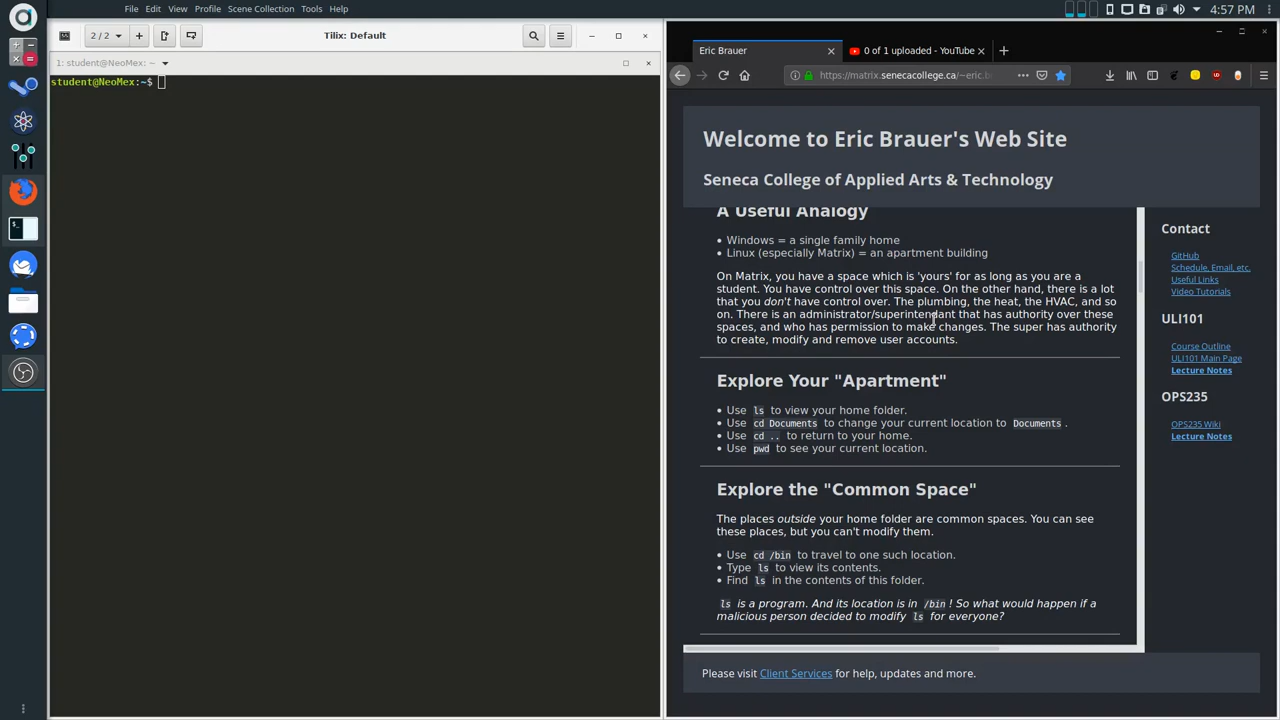 File Edit View Profile Scene Collection Tools Help
4:57 PM
2 / 2
Tilix: Default
1: student@NeoMex: ~
student@NeoMex:~$
Eric Brauer
0 of 1 uploaded - YouTube
https://matrix.senecacollege.ca/~eric.b
Welcome to Eric Brauer's Web Site
Seneca College of Applied Arts & Technology
A Useful Analogy
• Windows = a single family home
• Linux (especially Matrix) = an apartment building
On Matrix, you have a space which is 'yours' for as long as you are a
student. You have control over this space. On the other hand, there is a lot
that you don't have control over. The plumbing, the heat, the HVAC, and so
on. There is an administrator/superintendant that has authority over these
spaces, and who has permission to make changes. The super has authority
to create, modify and remove user accounts.
Explore Your "Apartment"
• Use ls to view your home folder.
• Use cd Documents to change your current location to Documents .
• Use cd .. to return to your home.
• Use pwd to see your current location.
Explore the "Common Space"
The places outside your home folder are common spaces. You can see
these places, but you can't modify them.
• Use cd /bin to travel to one such location.
• Type ls to view its contents.
• Find ls in the contents of this folder.
ls is a program. And its location is in /bin ! So what would happen if a
malicious person decided to modify ls for everyone?
Contact
GitHub
Schedule, Email, etc.
Useful Links
Video Tutorials
ULI101
Course Outline
ULI101 Main Page
Lecture Notes
OPS235
OPS235 Wiki
Lecture Notes
Please visit Client Services for help, updates and more.